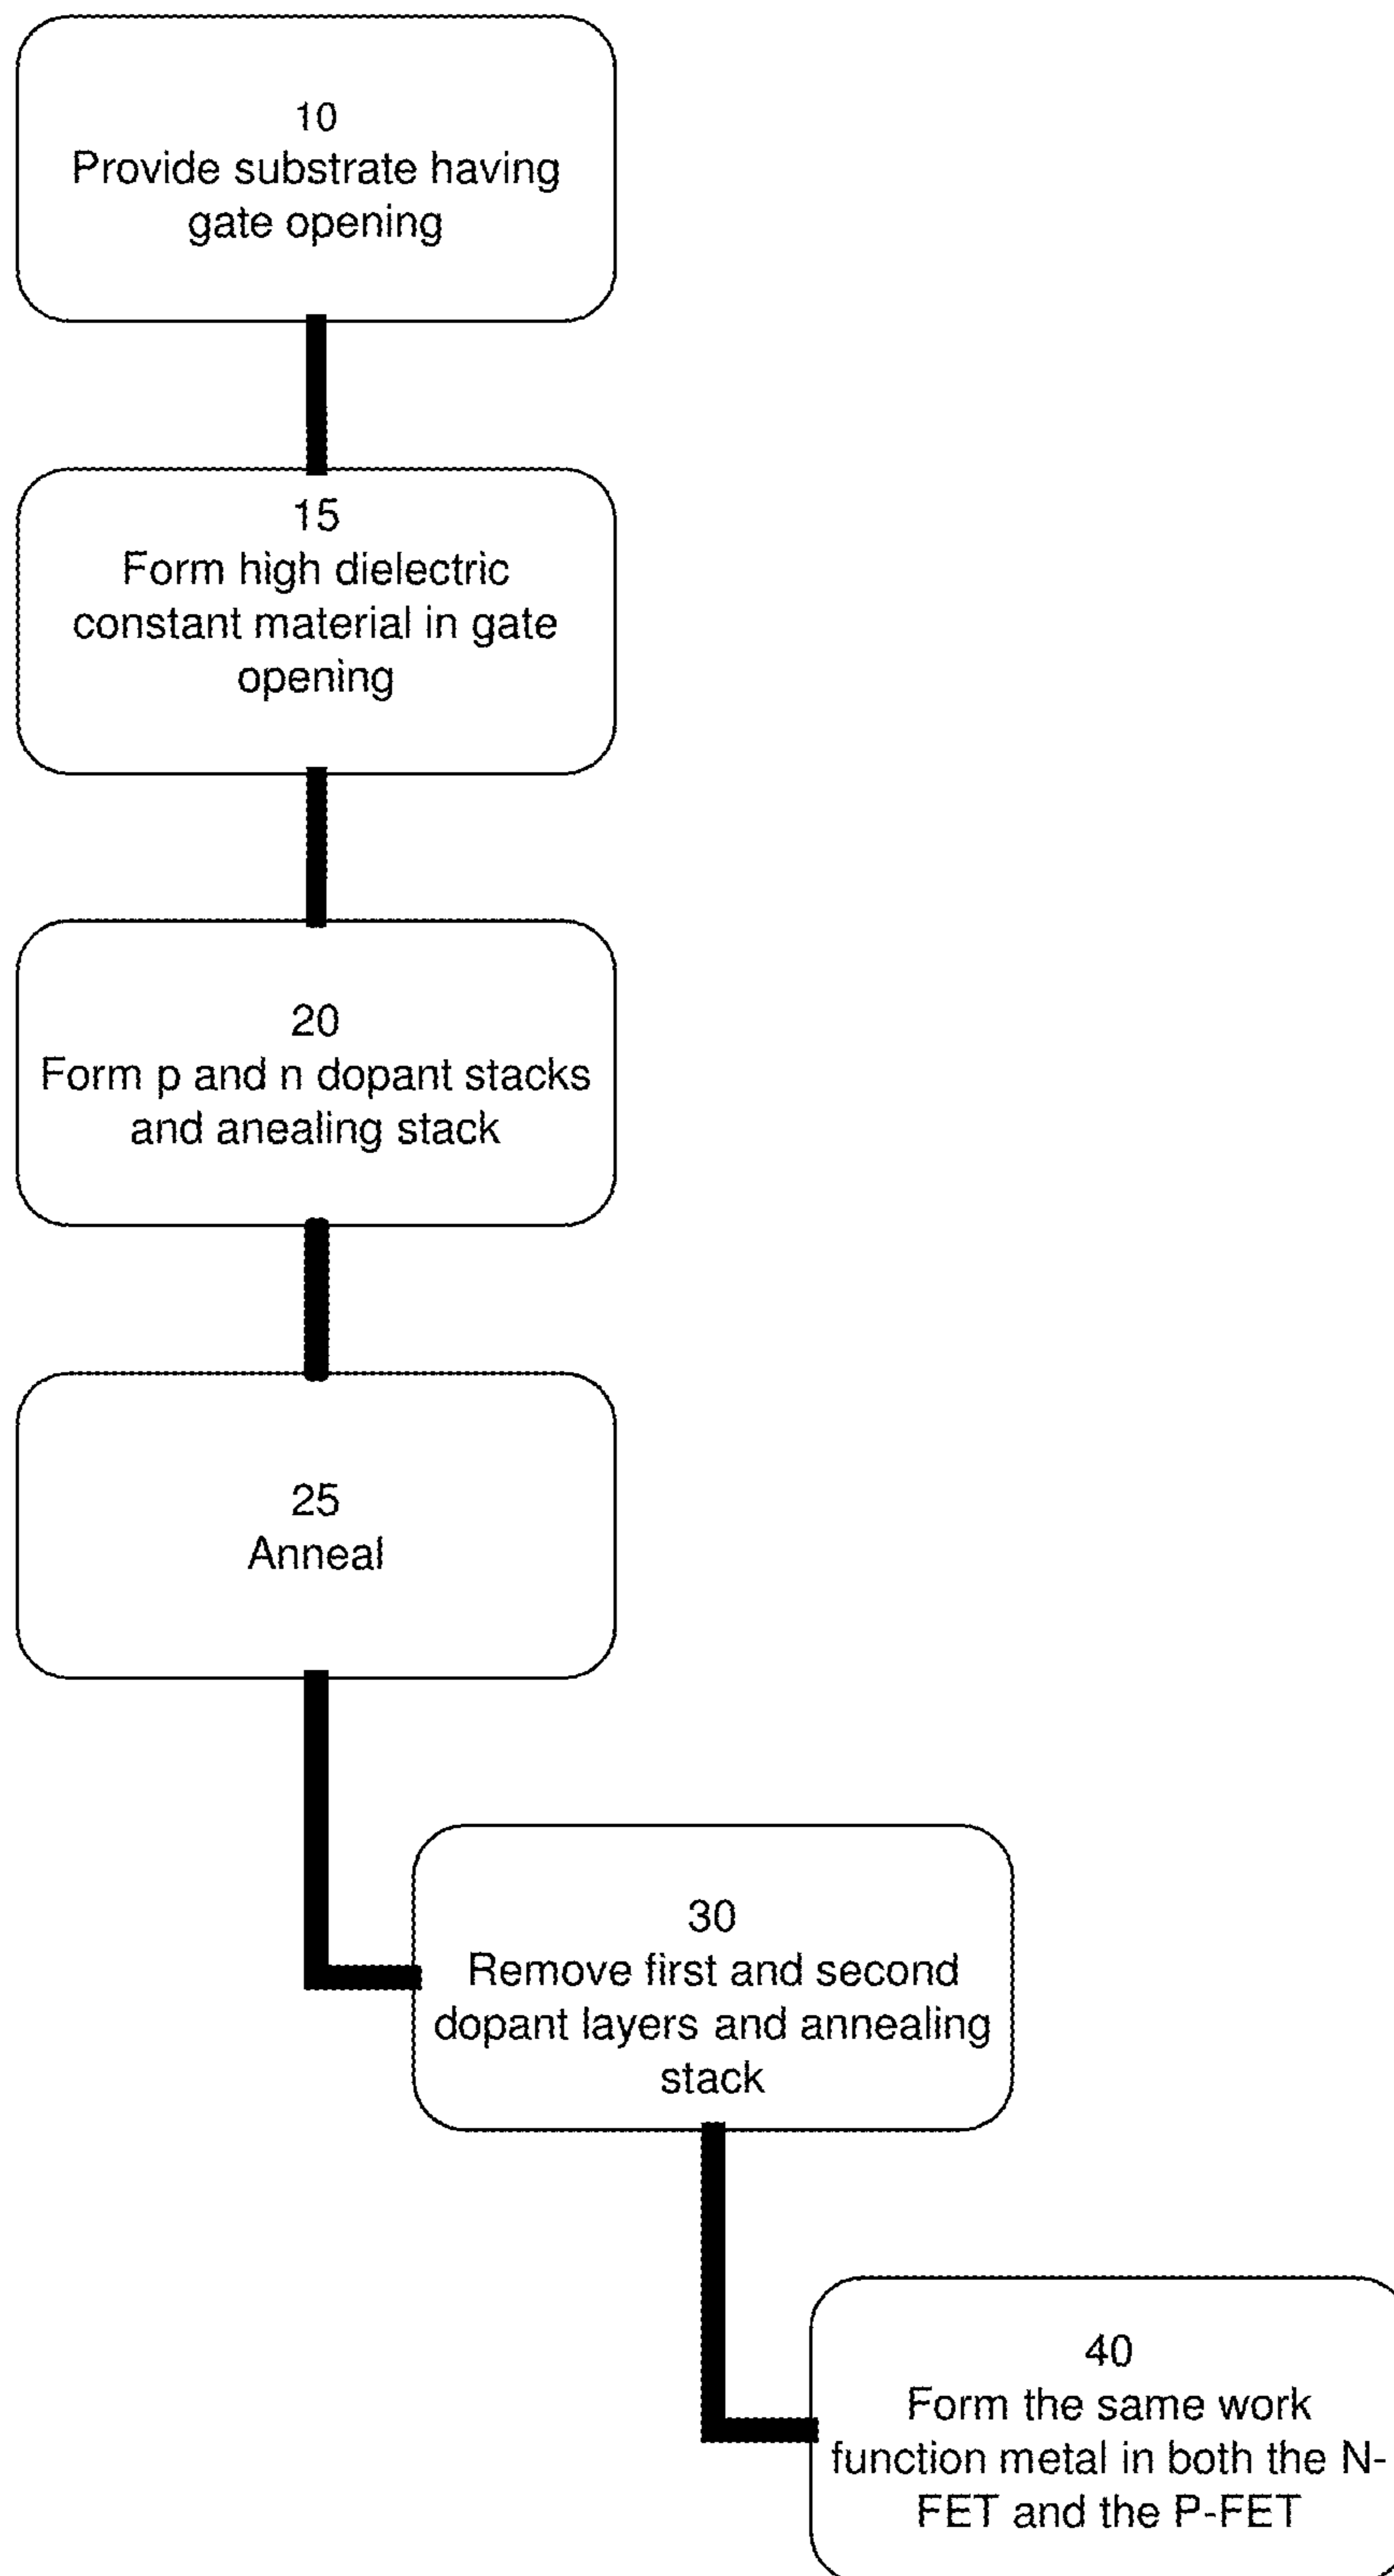 10
Provide substrate having
gate opening
15
Form high dielectric
constant material in gate
opening
20
Form p and n dopant stacks
and anealing stack
25
Anneal
30
Remove first and second
dopant layers and annealing
stack
40
Form the same work
function metal in both the N-
FET and the P-FET